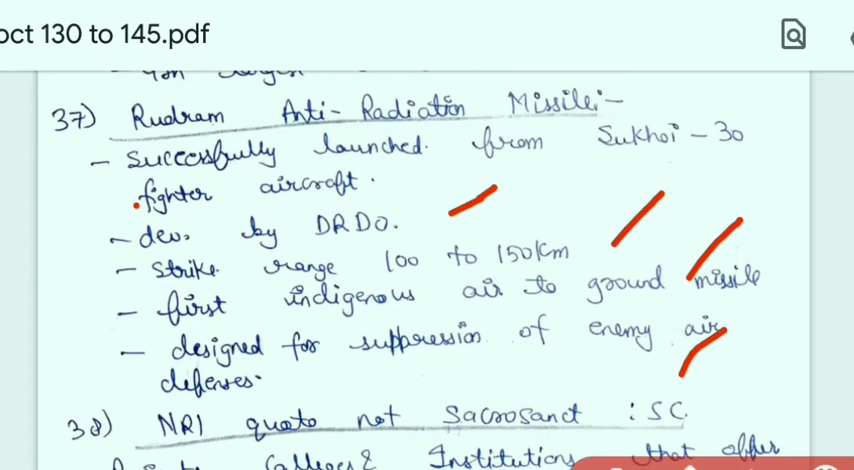 oct 130 to 145.pdf
37) Rudram Anti-Radiation Missile:-
- Successfully launched from Sukhoi-30
fighter aircraft.
- dev. by DRDO.
- strike range 100 to 150 km
- first indigenous air to ground missile
- designed for suppression of enemy air
defenses.
38) NRI quota not Sacrosanct : SC.
Colleges & Institutions that offer